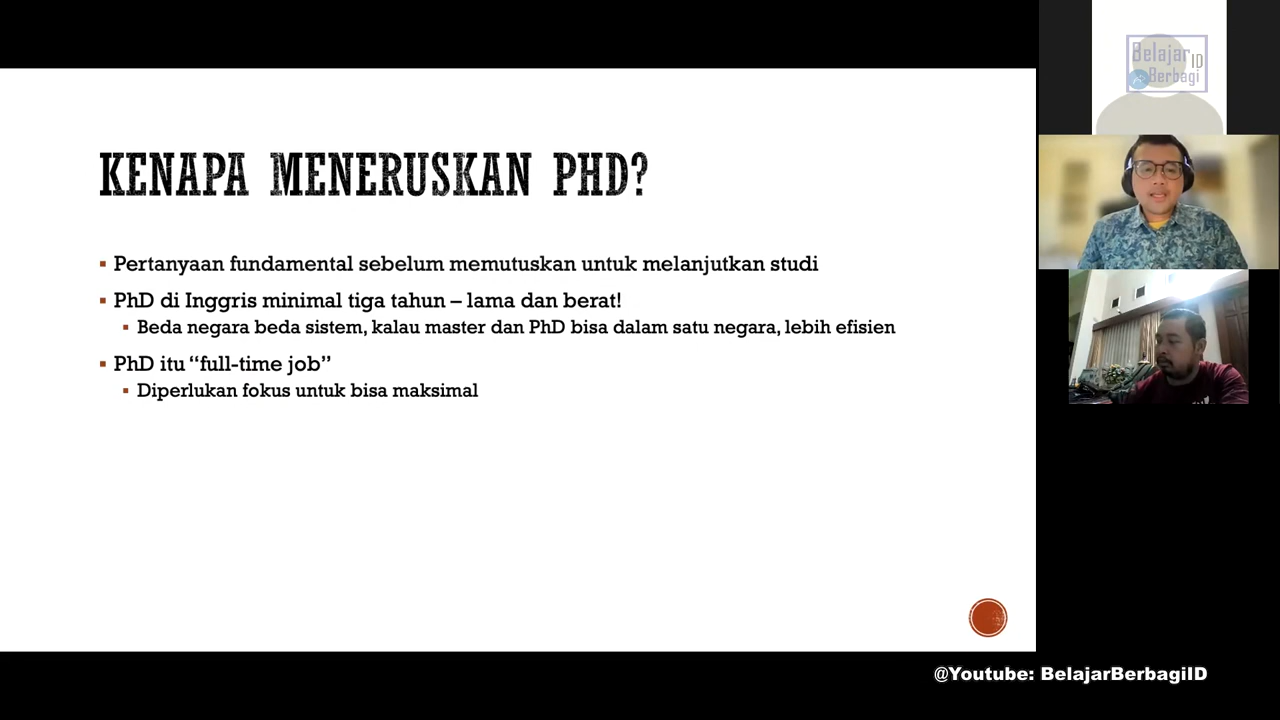 KENAPA MENERUSKAN PHD?
▪ Pertanyaan fundamental sebelum memutuskan untuk melanjutkan studi
▪ PhD di Inggris minimal tiga tahun – lama dan berat!
▪ Beda negara beda sistem, kalau master dan PhD bisa dalam satu negara, lebih efisien
▪ PhD itu “full-time job”
▪ Diperlukan fokus untuk bisa maksimal
Belajar ID
Berbagi
@Youtube: BelajarBerbagiID